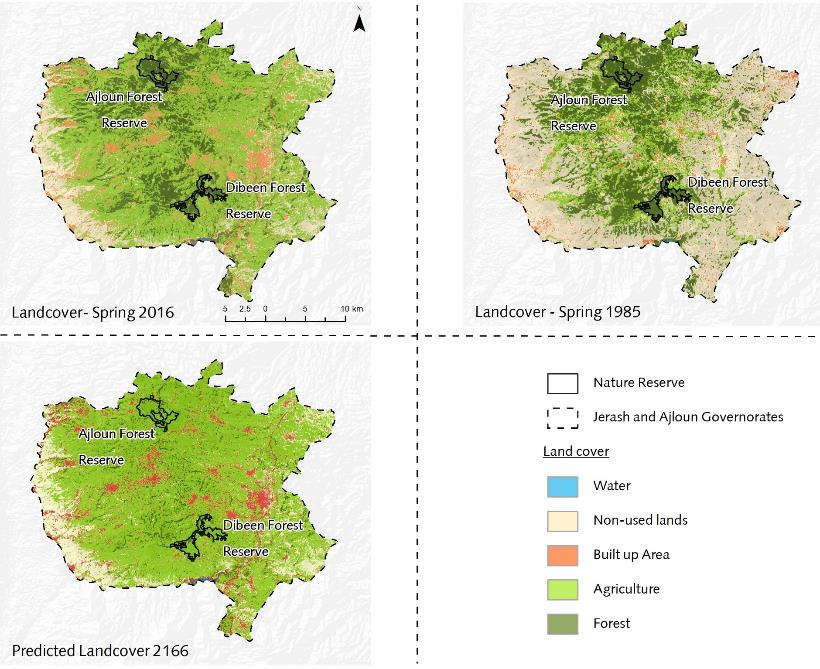 N
Ajloun Forest
Reserve
Dibeen Forest
Reserve
Landcover- Spring 2016
5 2.5 0 5 10 km
Ajloun Forest
Reserve
Dibeen Forest
Reserve
Landcover - Spring 1985
Ajloun Forest
Reserve
Dibeen Forest
Reserve
Predicted Landcover 2166
Nature Reserve
Jerash and Ajloun Governorates
Land cover
Water
Non-used lands
Built up Area
Agriculture
Forest